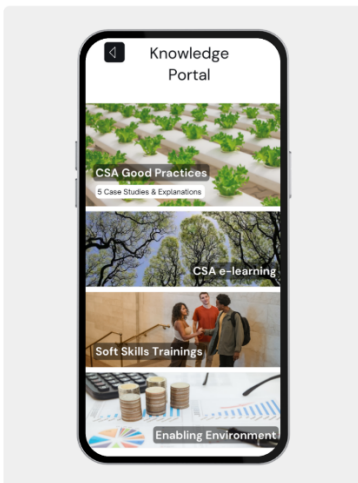 Knowledge
Portal
CSA Good Practices
5 Case Studies & Explanations
CSA e-learning
Soft Skills Trainings
Enabling Environment